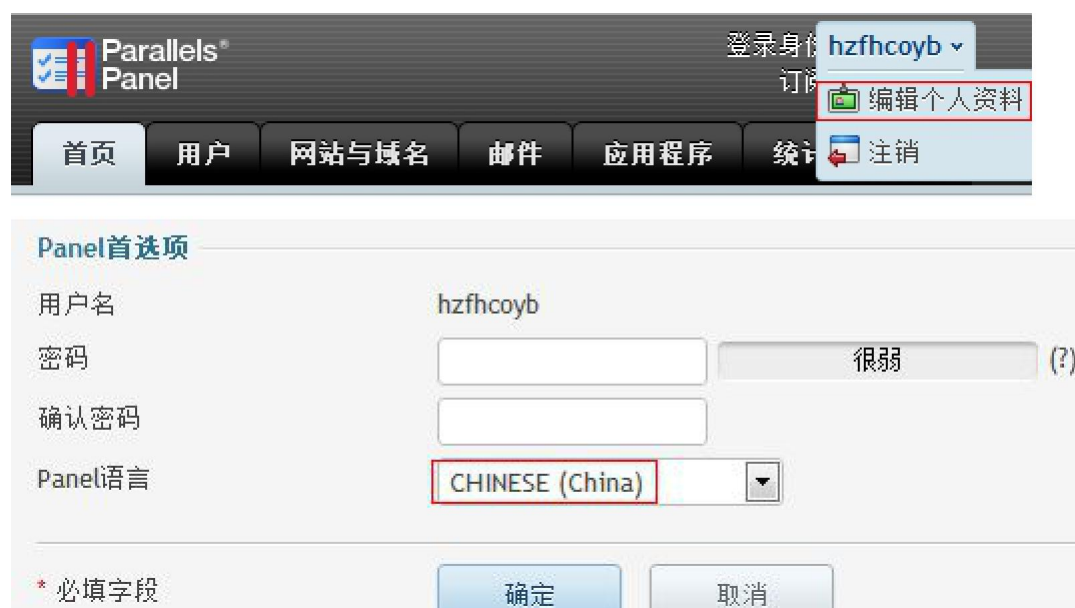 Parallels®
Panel
登录身份
hzfhcoyb
订阅
编辑个人资料
注销
首页
用户
网站与域名
邮件
应用程序
统计
Panel首选项
用户名
hzfhcoyb
密码
很弱
(?)
确认密码
Panel语言
CHINESE (China)
* 必填字段
确定
取消